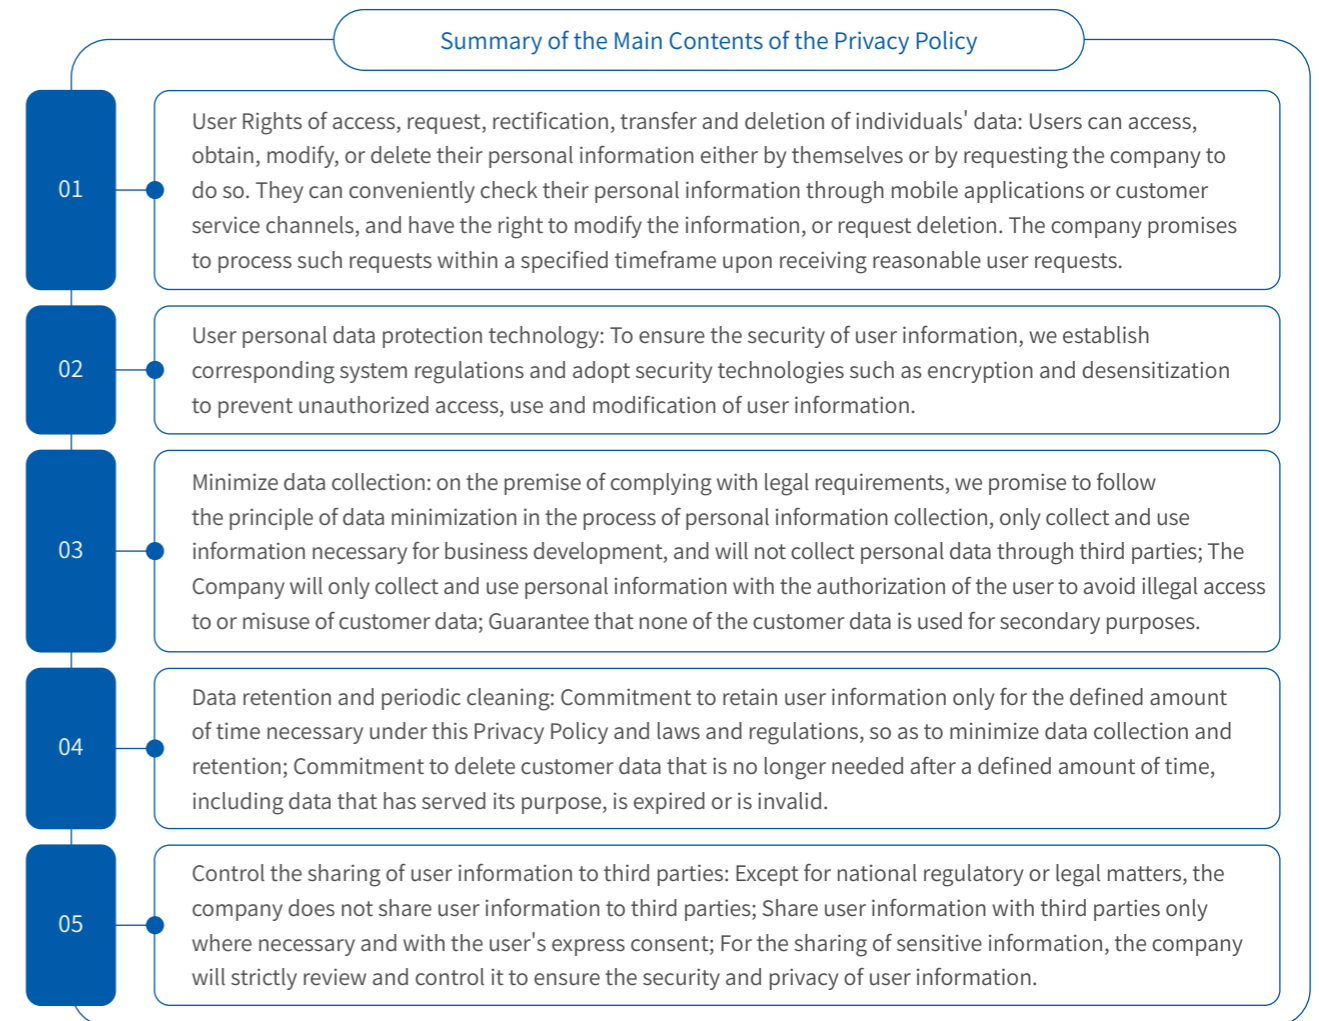 Summary of the Main Contents of the Privacy Policy
01
User Rights of access, request, rectification, transfer and deletion of individuals' data: Users can access,
obtain, modify, or delete their personal information either by themselves or by requesting the company to
do so. They can conveniently check their personal information through mobile applications or customer
service channels, and have the right to modify the information, or request deletion. The company promises
to process such requests within a specified timeframe upon receiving reasonable user requests.
02
User personal data protection technology: To ensure the security of user information, we establish
corresponding system regulations and adopt security technologies such as encryption and desensitization
to prevent unauthorized access, use and modification of user information.
03
Minimize data collection: on the premise of complying with legal requirements, we promise to follow
the principle of data minimization in the process of personal information collection, only collect and use
information necessary for business development, and will not collect personal data through third parties; The
Company will only collect and use personal information with the authorization of the user to avoid illegal access
to or misuse of customer data; Guarantee that none of the customer data is used for secondary purposes.
04
Data retention and periodic cleaning: Commitment to retain user information only for the defined amount
of time necessary under this Privacy Policy and laws and regulations, so as to minimize data collection and
retention; Commitment to delete customer data that is no longer needed after a defined amount of time,
including data that has served its purpose, is expired or is invalid.
05
Control the sharing of user information to third parties: Except for national regulatory or legal matters, the
company does not share user information to third parties; Share user information with third parties only
where necessary and with the user's express consent; For the sharing of sensitive information, the company
will strictly review and control it to ensure the security and privacy of user information.